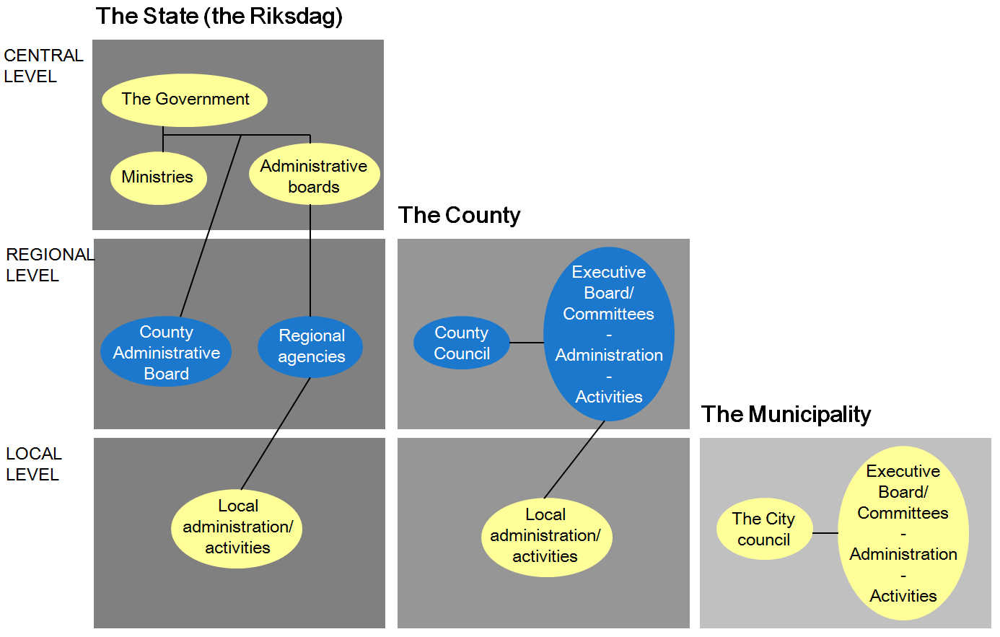 The State (the Riksdag)
CENTRAL
LEVEL
The Government
Ministries
Administrative
boards
The County
REGIONAL
LEVEL
County
Administrative
Board
Regional
agencies
County
Council
Executive
Board/
Committees
-
Administration
-
Activities
The Municipality
LOCAL
LEVEL
Local
administration/
activities
Local
administration/
activities
The City
council
Executive
Board/
Committees
-
Administration
-
Activities